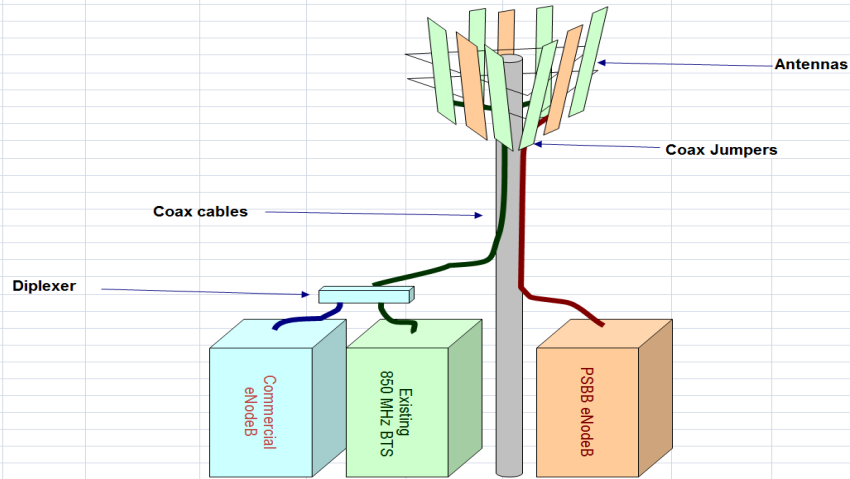 Antennas
Coax Jumpers
Coax cables
Diplexer
Commercial
eNodeB
Existing
850 MHz BTS
PSBB eNodeB